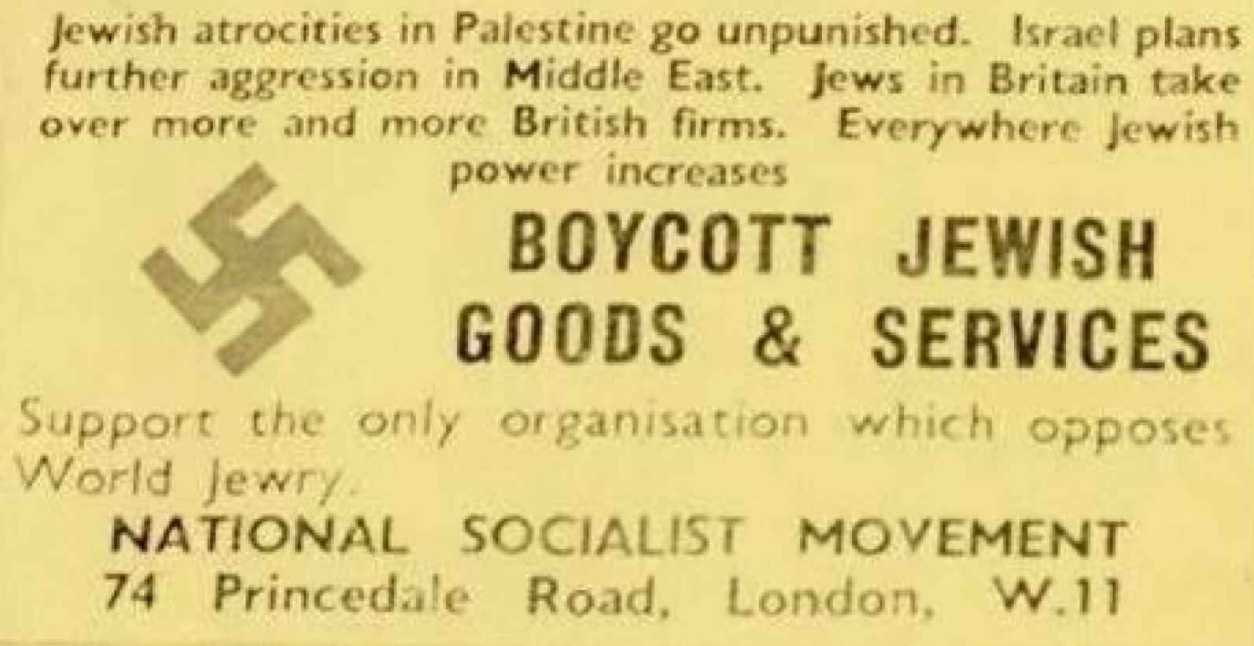 Jewish atrocities in Palestine go unpunished. Israel plans
further aggression in Middle East. Jews in Britain take
over more and more British firms. Everywhere Jewish
power increases
BOYCOTT JEWISH
GOODS & SERVICES
Support the only organisation which opposes
World Jewry.
NATIONAL SOCIALIST MOVEMENT
74 Princedale Road, London, W.11